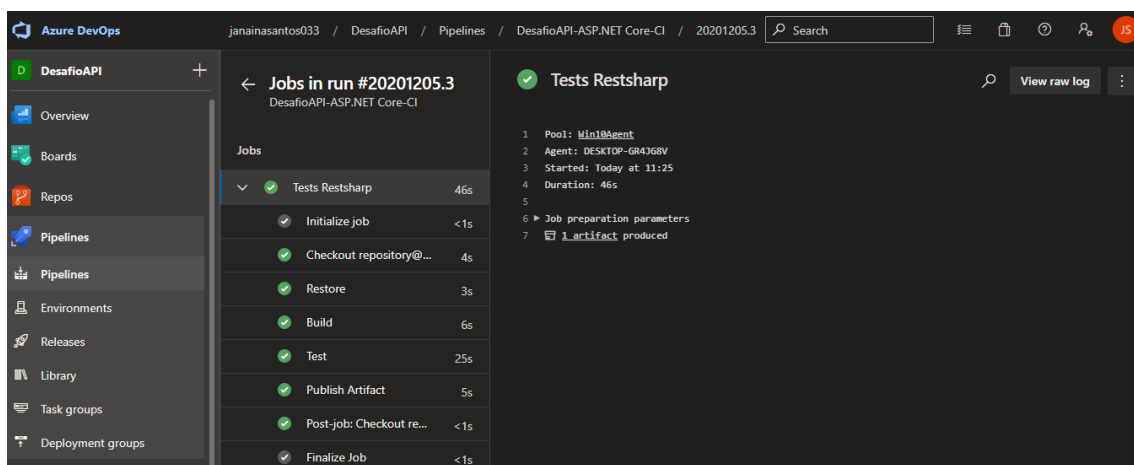 Azure DevOps
janainasantos033 / DesafioAPI / Pipelines / DesafioAPI-ASP.NET Core-CI / 20201205.3
Search
JS
D DesafioAPI
Overview
Boards
Repos
Pipelines
Pipelines
Environments
Releases
Library
Task groups
Deployment groups
Jobs in run #20201205.3
DesafioAPI-ASP.NET Core-CI
Jobs
Tests Restsharp 46s
Initialize job <1s
Checkout repository@... 4s
Restore 3s
Build 6s
Test 25s
Publish Artifact 5s
Post-job: Checkout re... <1s
Finalize Job <1s
Tests Restsharp
View raw log
1 Pool: Win10Agent
2 Agent: DESKTOP-GR4JG8V
3 Started: Today at 11:25
4 Duration: 46s
5
6 Job preparation parameters
7 1 artifact produced